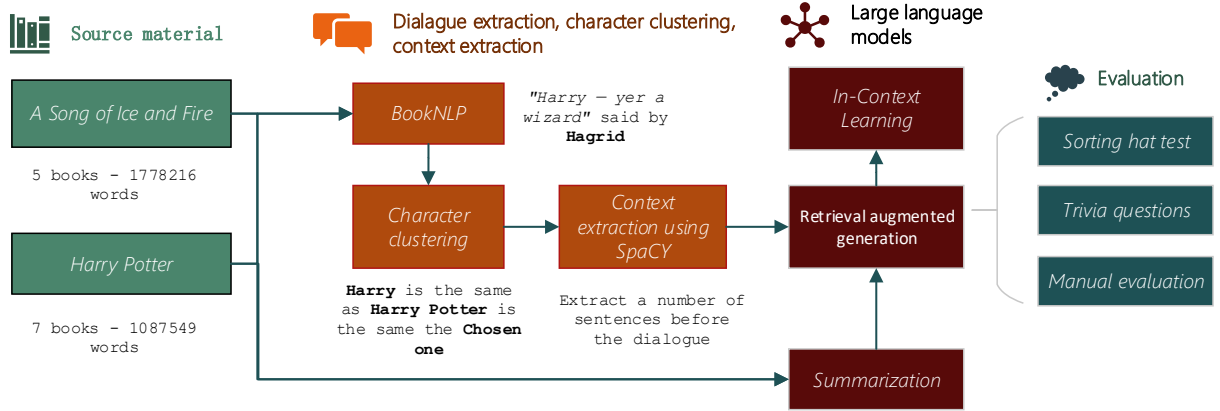 Source material
A Song of Ice and Fire
5 books - 1778216
words
Harry Potter
7 books - 1087549
words
Dialogue extraction, character clustering,
context extraction
BookNLP
"Harry — yer a
wizard" said by
Hagrid
Character
clustering
Harry is the same
as Harry Potter is
the same the Chosen
one
Context
extraction using
SpaCY
Extract a number of
sentences before
the dialogue
Large language
models
In-Context
Learning
Retrieval augmented
generation
Summarization
Evaluation
Sorting hat test
Trivia questions
Manual evaluation